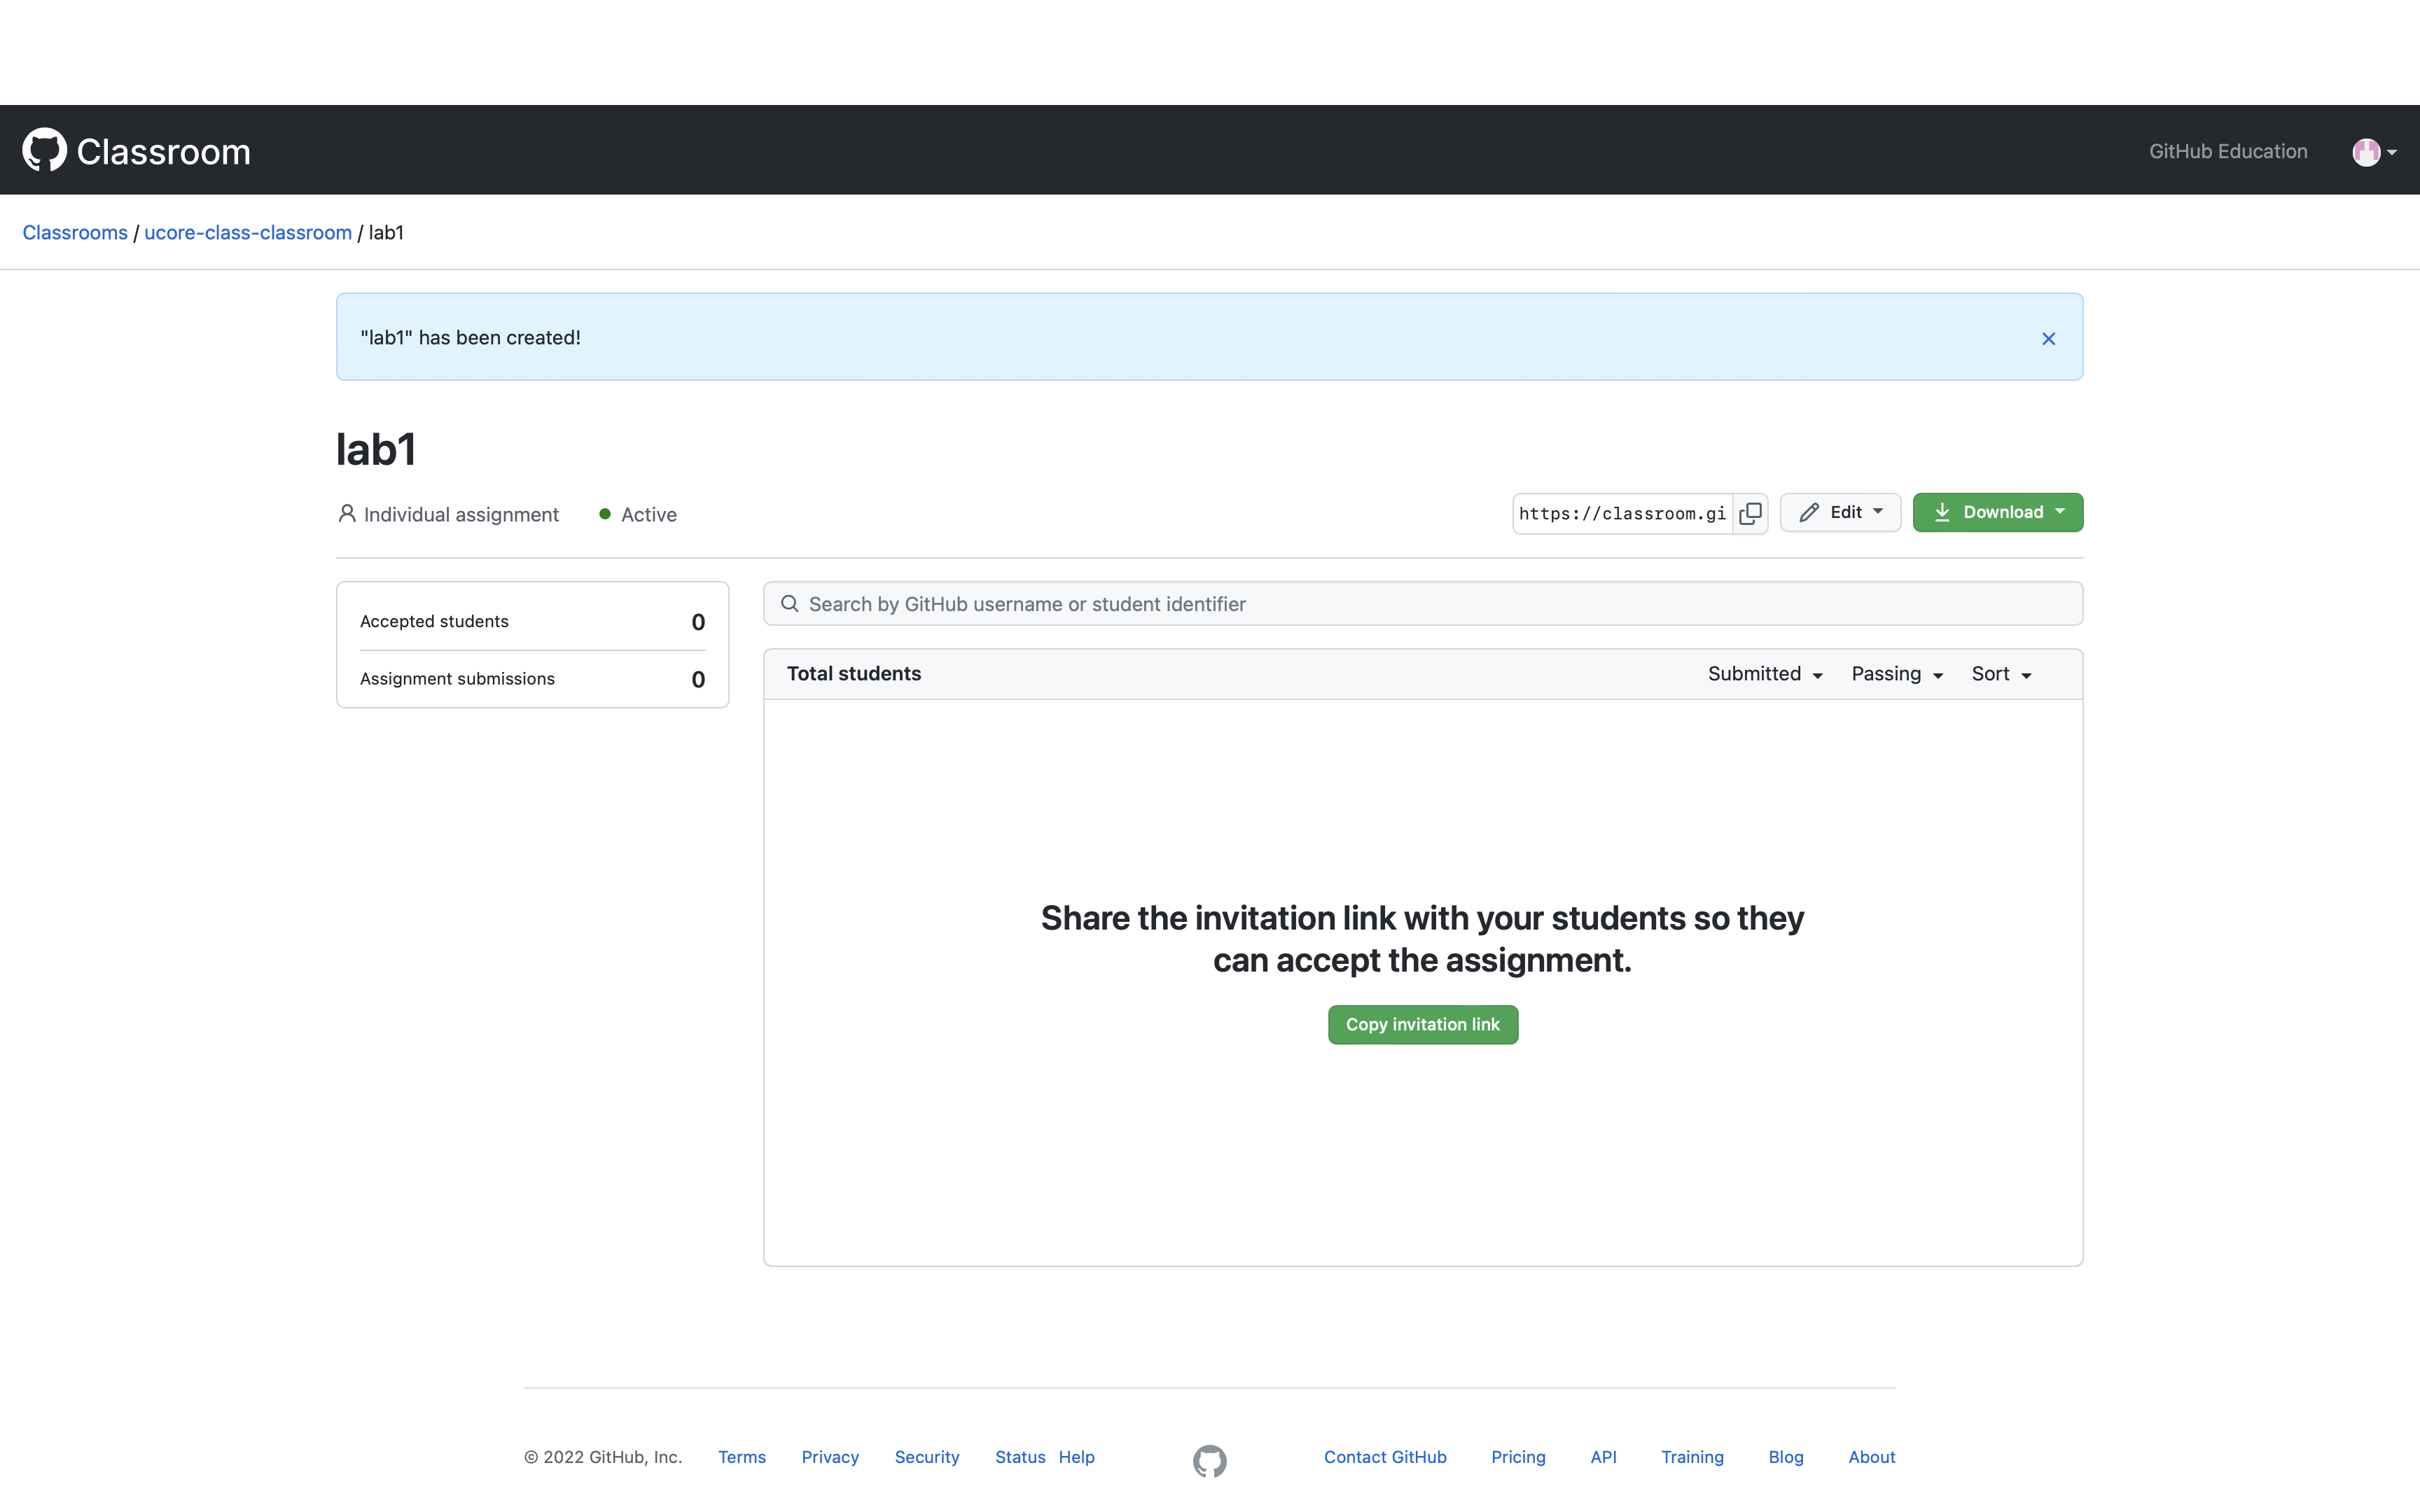 Classroom
GitHub Education
Classrooms / ucore-class-classroom / lab1
"lab1" has been created!
lab1
Individual assignment
Active
https://classroom.gi
Edit
Download
Accepted students 0
Assignment submissions 0
Search by GitHub username or student identifier
Total students
Submitted
Passing
Sort
Share the invitation link with your students so they
can accept the assignment.
Copy invitation link
© 2022 GitHub, Inc. Terms Privacy Security Status Help Contact GitHub Pricing API Training Blog About